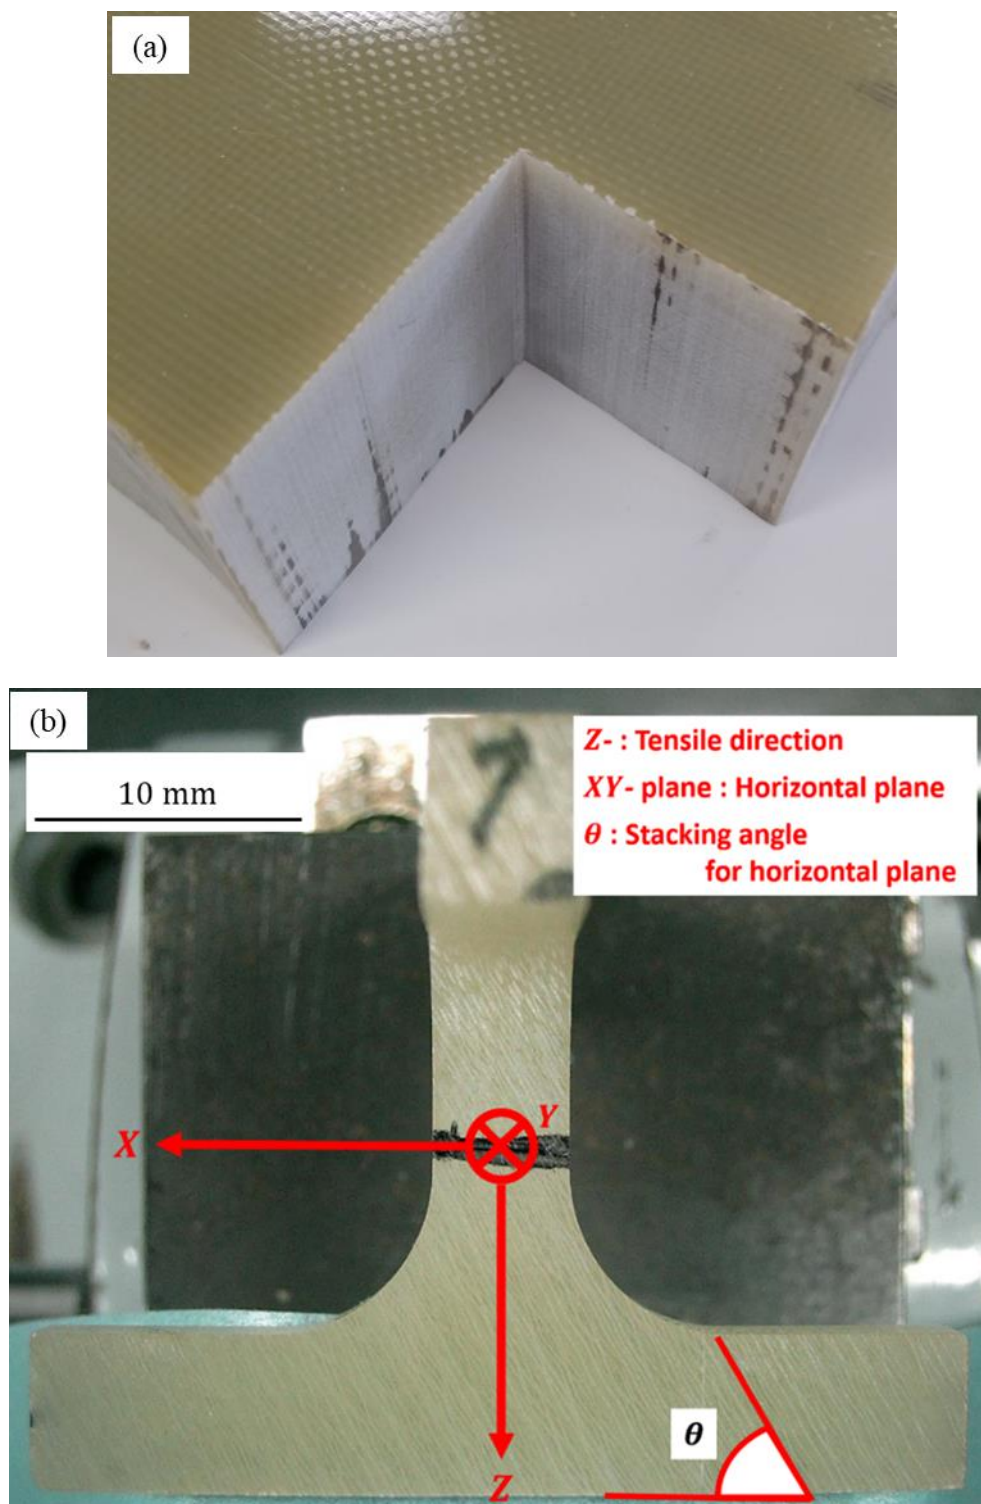 (a)
(b)
10 mm
Z- : Tensile direction
XY- plane : Horizontal plane
θ : Stacking angle
for horizontal plane
7
Y
X
θ
Z